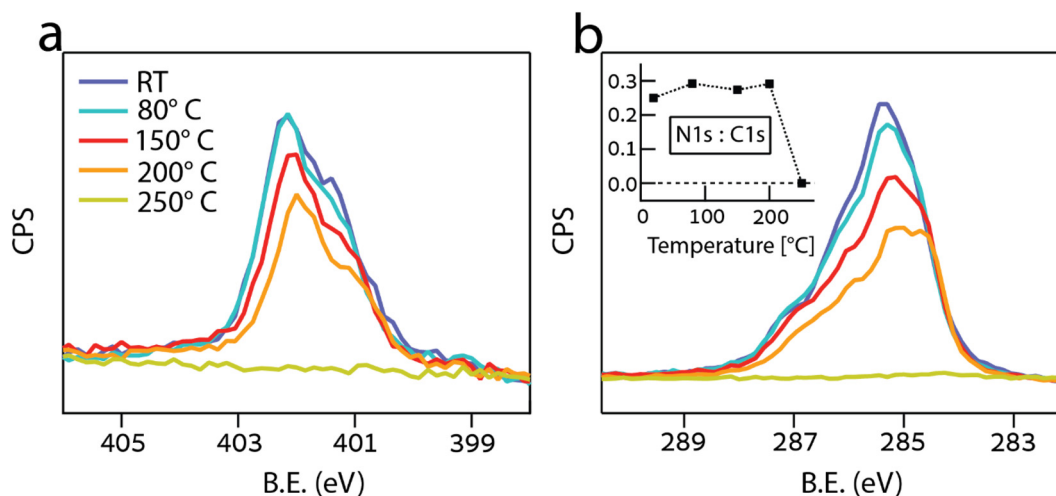 a
RT
80° C
150° C
200° C
250° C
CPS
405
403
401
399
B.E. (eV)
b
0.3
0.2
0.1
0.0
N1s : C1s
0
100
200
Temperature [°C]
CPS
289
287
285
283
B.E. (eV)